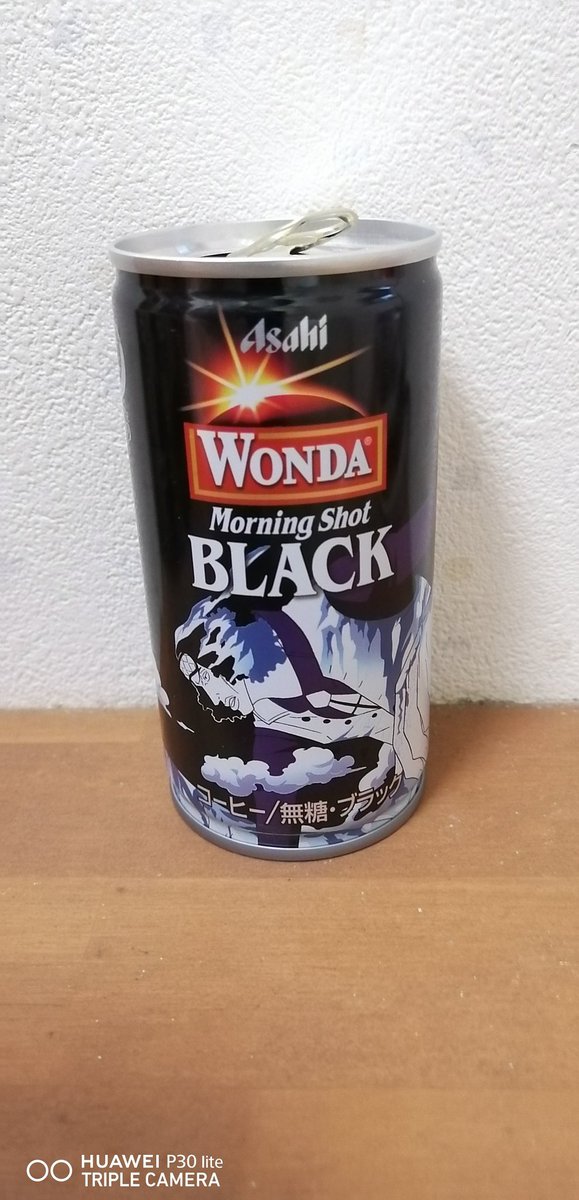 Asahi
WONDA®
Morning Shot
BLACK
コーヒー/無糖・ブラック
HUAWEI P30 lite
TRIPLE CAMERA